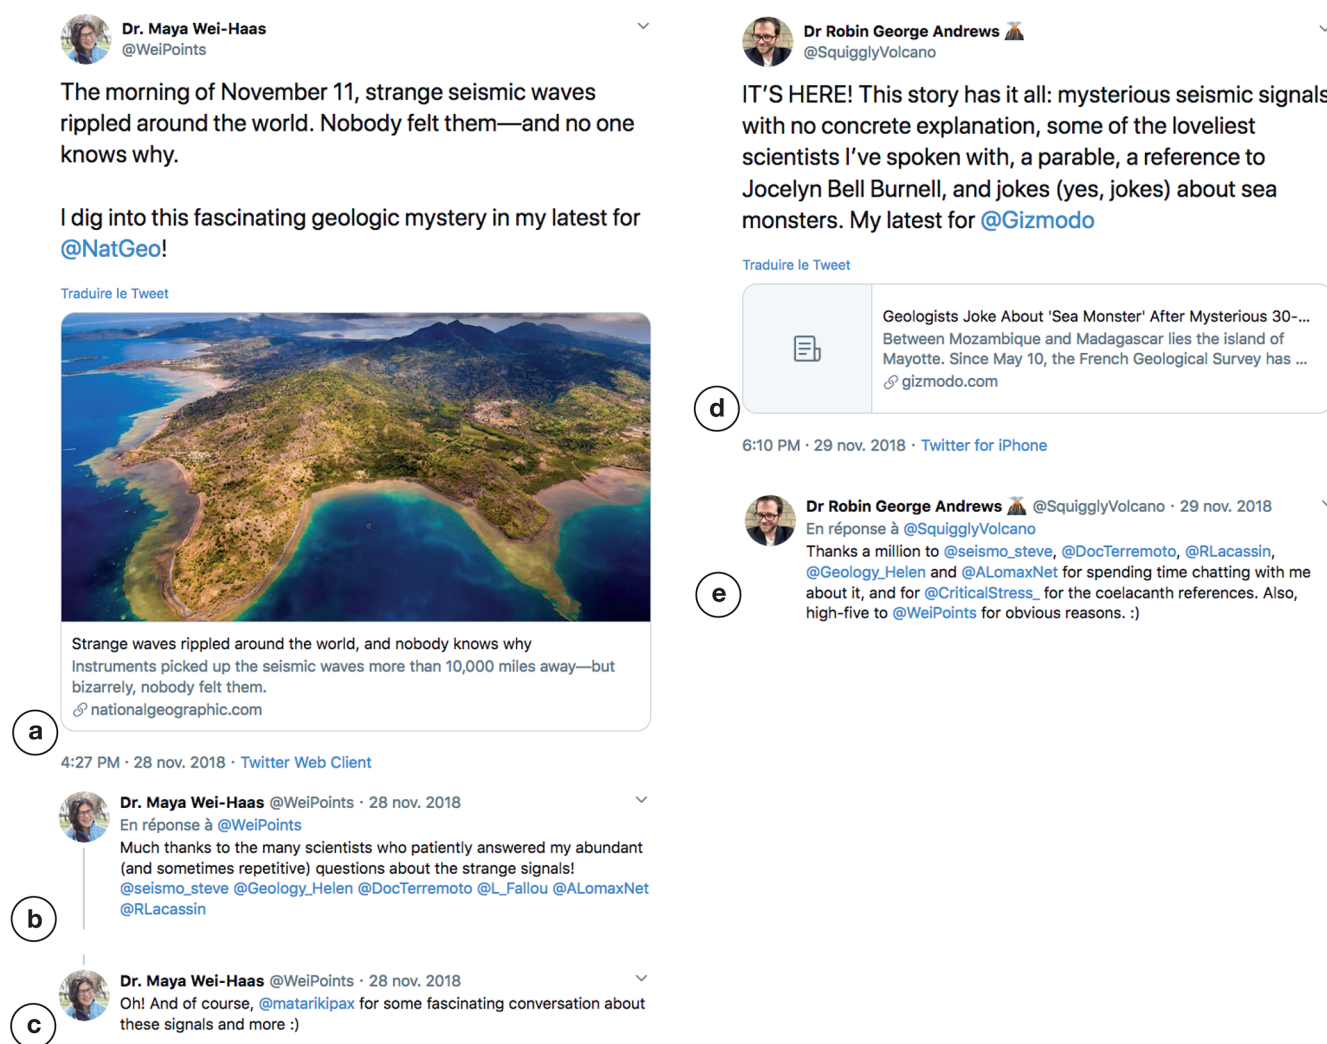 Dr. Maya Wei-Haas
@WeiPoints
The morning of November 11, strange seismic waves
rippled around the world. Nobody felt them—and no one
knows why.
I dig into this fascinating geologic mystery in my latest for
@NatGeo!
Traduire le Tweet
Strange waves rippled around the world, and nobody knows why
Instruments picked up the seismic waves more than 10,000 miles away—but
bizarrely, nobody felt them.
nationalgeographic.com
a
4:27 PM · 28 nov. 2018 · Twitter Web Client
Dr. Maya Wei-Haas @WeiPoints · 28 nov. 2018
En réponse à @WeiPoints
Much thanks to the many scientists who patiently answered my abundant
(and sometimes repetitive) questions about the strange signals!
@seismo_steve @Geology_Helen @DocTerremoto @L_Fallou @ALomaxNet
@RLacassin
b
Dr. Maya Wei-Haas @WeiPoints · 28 nov. 2018
Oh! And of course, @matarikipax for some fascinating conversation about
these signals and more :)
c
Dr Robin George Andrews 🌋
@SquigglyVolcano
IT'S HERE! This story has it all: mysterious seismic signals
with no concrete explanation, some of the loveliest
scientists I've spoken with, a parable, a reference to
Jocelyn Bell Burnell, and jokes (yes, jokes) about sea
monsters. My latest for @Gizmodo
Traduire le Tweet
Geologists Joke About 'Sea Monster' After Mysterious 30-...
Between Mozambique and Madagascar lies the island of
Mayotte. Since May 10, the French Geological Survey has ...
gizmodo.com
d
6:10 PM · 29 nov. 2018 · Twitter for iPhone
Dr Robin George Andrews 🌋 @SquigglyVolcano · 29 nov. 2018
En réponse à @SquigglyVolcano
Thanks a million to @seismo_steve, @DocTerremoto, @RLacassin,
@Geology_Helen and @ALomaxNet for spending time chatting with me
about it, and for @CriticalStress_ for the coelacanth references. Also,
high-five to @WeiPoints for obvious reasons. :)
e